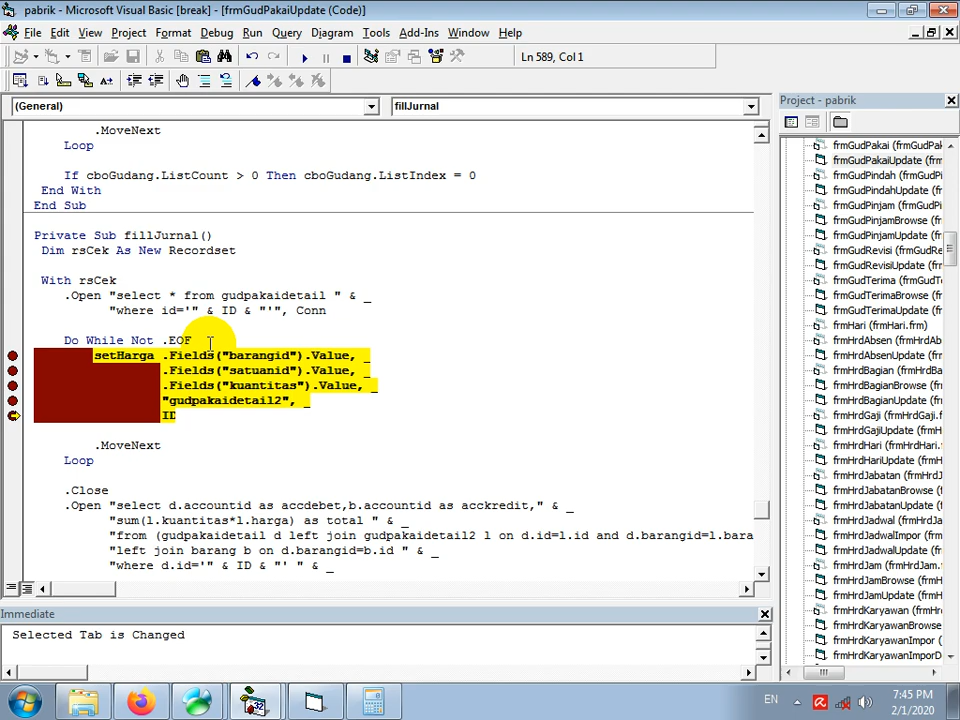 pabrik - Microsoft Visual Basic [break] - [frmGudPakaiUpdate (Code)]
File Edit View Project Format Debug Run Query Diagram Tools Add-Ins Window Help
Ln 589, Col 1
(General)
fillJurnal
Project - pabrik
.MoveNext
Loop
If cboGudang.ListCount > 0 Then cboGudang.ListIndex = 0
End With
End Sub
Private Sub fillJurnal()
Dim rsCek As New Recordset
With rsCek
.Open "select * from gudpakaidetail " & _
"where id='" & ID & "'", Conn
Do While Not .EOF
setHarga .Fields("barangid").Value, _
.Fields("satuanid").Value, _
.Fields("kuantitas").Value, _
"gudpakaidetail2", _
ID
.MoveNext
Loop
.Close
.Open "select d.accountid as accdebet,b.accountid as acckredit," & _
"sum(l.kuantitas*l.harga) as total " & _
"from (gudpakaidetail d left join gudpakaidetail2 l on d.id=l.id and d.barangid=l.bara
"left join barang b on d.barangid=b.id " & _
"where d.id='" & ID & "' " & _
frmGudPakai (frmGudPak
frmGudPakaiUpdate (frm
frmGudPindah (frmGudPi
frmGudPindahUpdate (fr
frmGudPinjam (frmGudPi
frmGudPinjamBrowse (fr
frmGudPinjamUpdate (fr
frmGudRevisi (frmGudRe
frmGudRevisiUpdate (frm
frmGudTerima (frmGudTe
frmGudTerimaBrowse (fr
frmGudTerimaUpdate (fr
frmHari (frmHari.frm)
frmHrdAbsen (frmHrdAb
frmHrdBagian (frmHrdBa
frmHrdBagianBrowse (fr
frmHrdBagianUpdate (fr
frmHrdGaji (frmHrdGaji.f
frmHrdHari (frmHrdHari.
frmHrdHariUpdate (frmH
frmHrdJabatan (frmHrdJ
frmHrdJabatanBrowse (f
frmHrdJabatanUpdate (f
frmHrdJadwal (frmHrdJa
frmHrdJadwalImpor (frm
frmHrdJadwalUpdate (fr
frmHrdJam (frmHrdJam.f
frmHrdJamBrowse (frmH
frmHrdJamUpdate (frmH
frmHrdKaryawan (frmHrd
frmHrdKaryawanBrowse
frmHrdKaryawanImpor (
frmHrdKaryawanImporD
Immediate
Selected Tab is Changed
EN
7:45 PM
2/1/2020